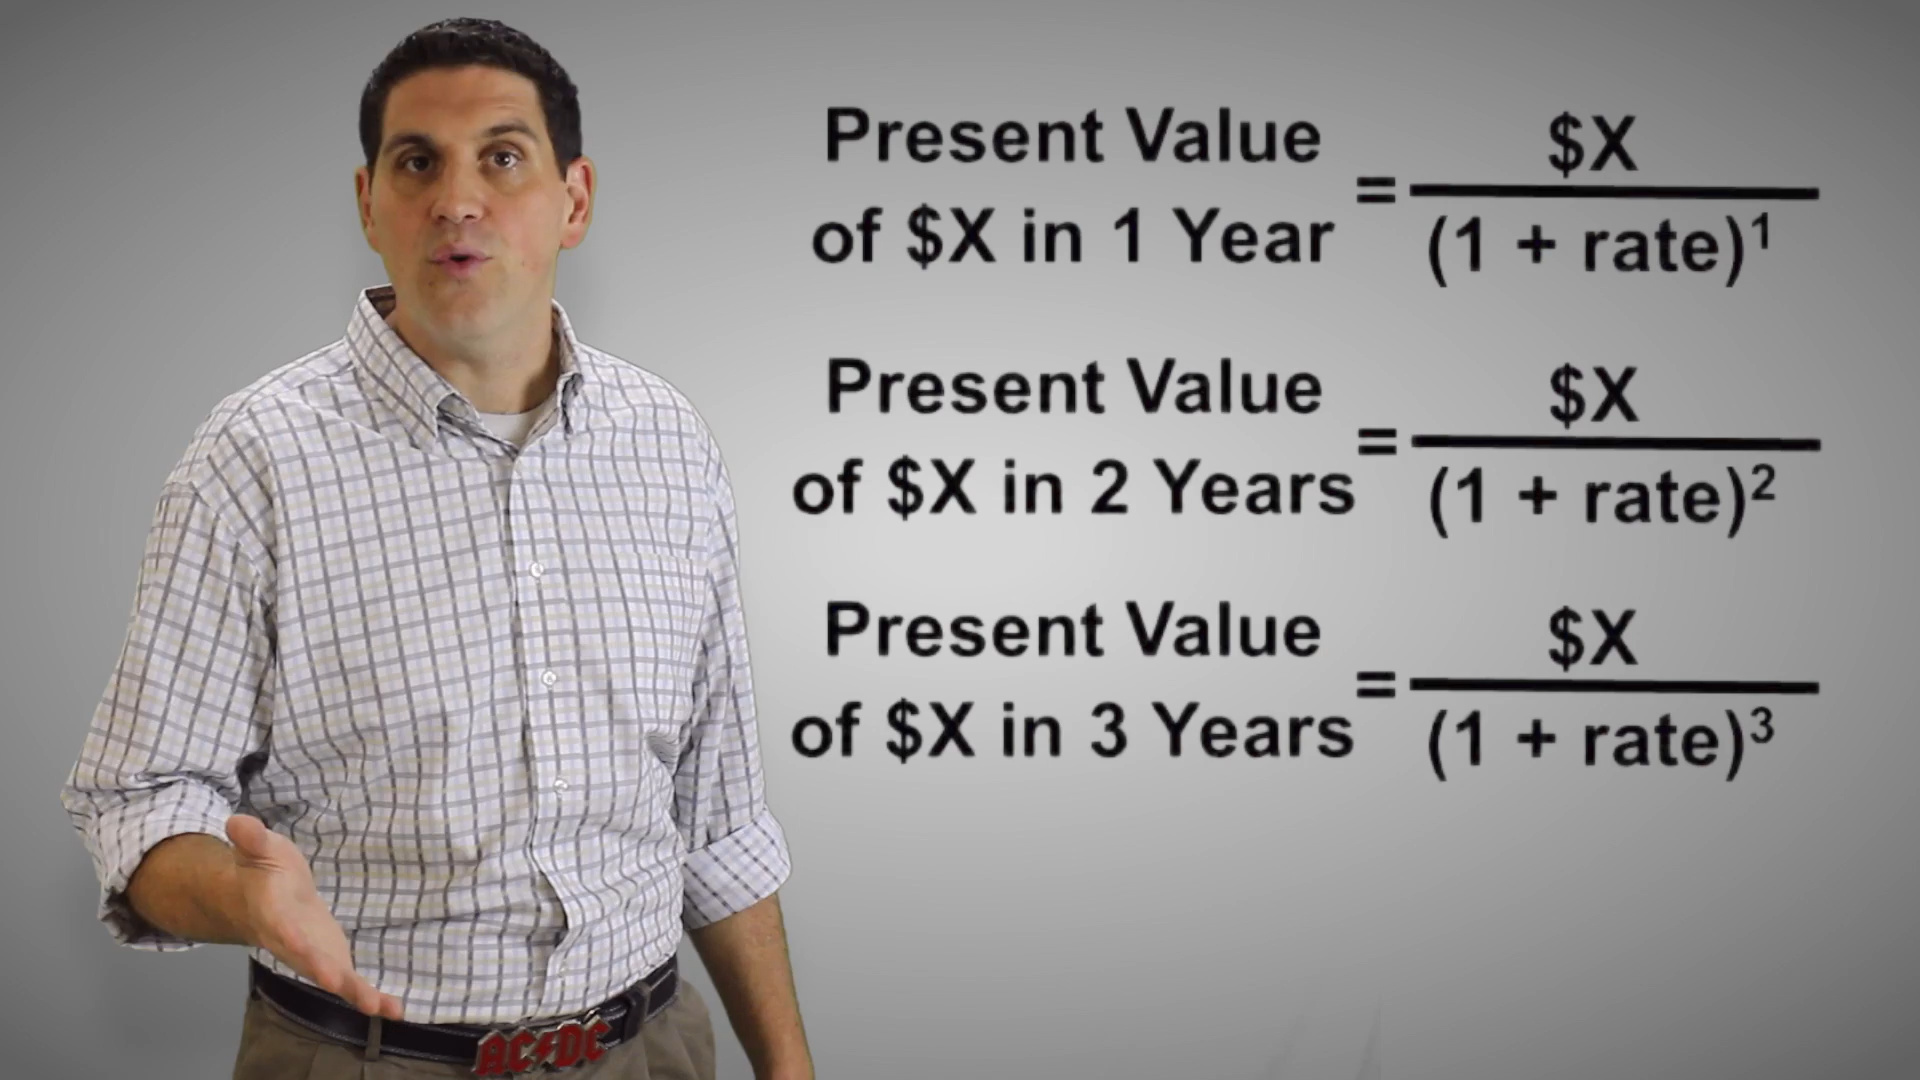 Present Value
of $X in 1 Year
=
$X
(1 + rate)¹
Present Value
of $X in 2 Years
=
$X
(1 + rate)²
Present Value
of $X in 3 Years
=
$X
(1 + rate)³
AC⚡DC